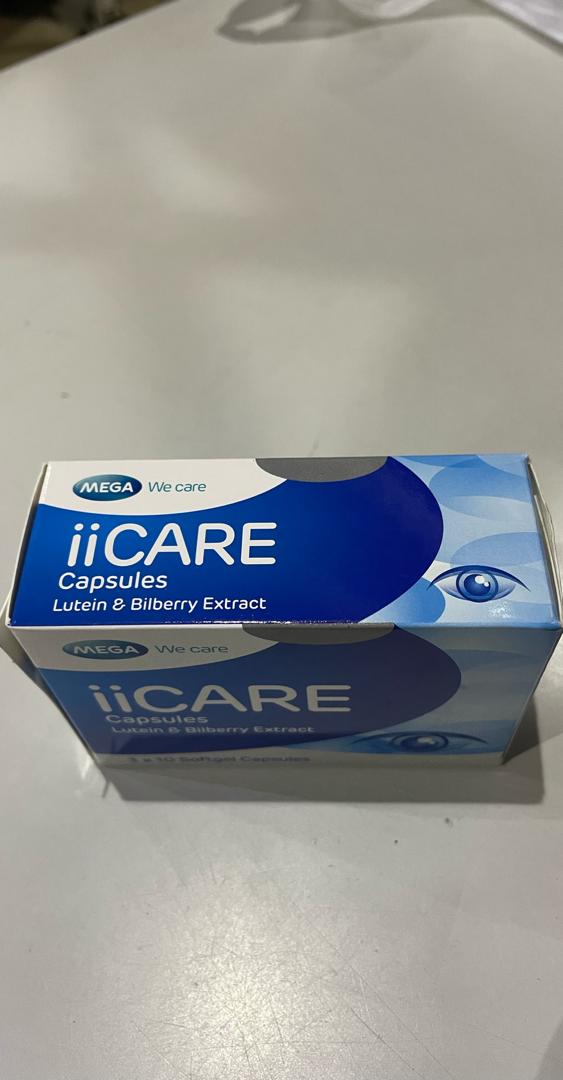 MEGA We care
iiCARE
Capsules
Lutein & Bilberry Extract
MEGA We care
iiCARE
Capsules
Lutein & Bilberry Extract
3 x 10 Softgel Capsules